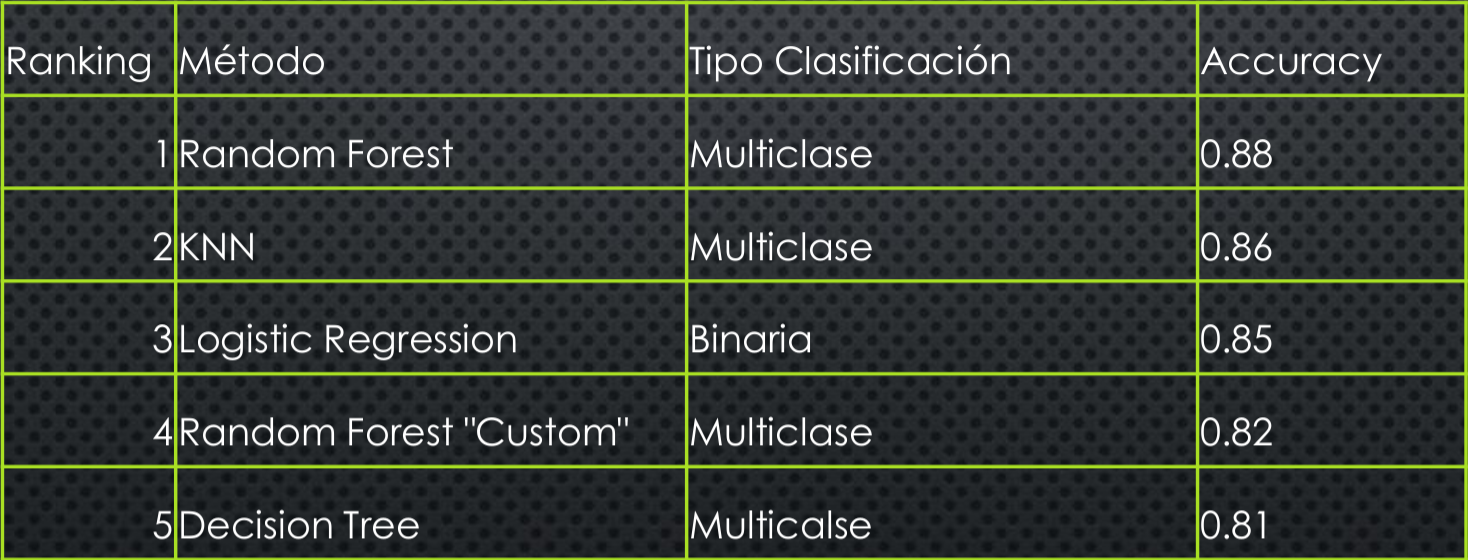 Ranking Método Tipo Clasificación Accuracy
1 Random Forest Multiclase 0.88
2 KNN Multiclase 0.86
3 Logistic Regression Binaria 0.85
4 Random Forest "Custom" Multiclase 0.82
5 Decision Tree Multicalse 0.81